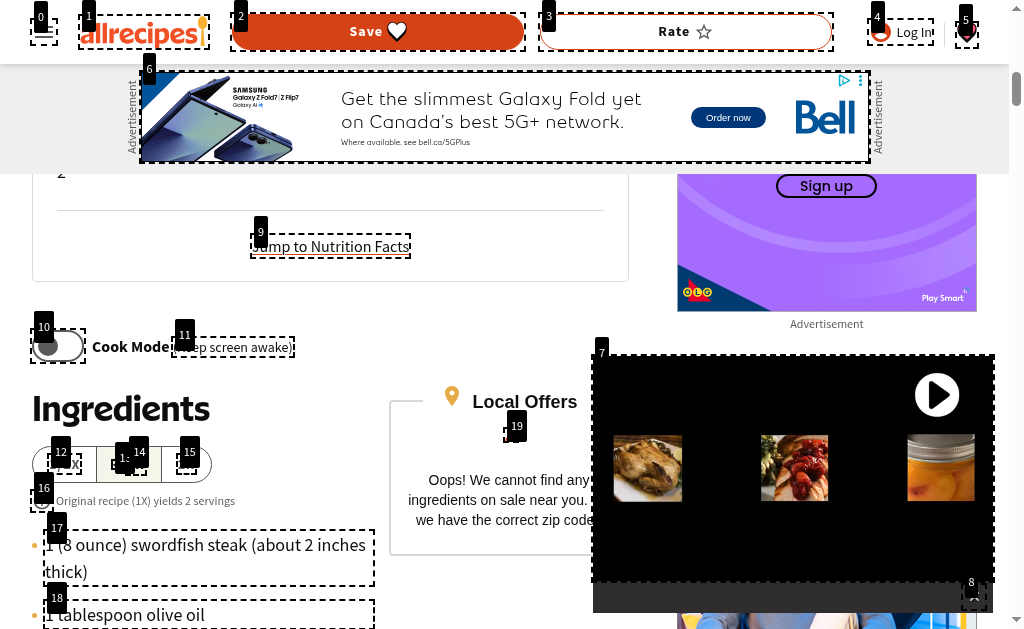 0
1
2
3
4
5
allrecipes
Save
Rate
Log In
6
Advertisement
SAMSUNG
Galaxy Z Fold7 | Z Flip7
Galaxy AI
Get the slimmest Galaxy Fold yet
on Canada's best 5G+ network.
Where available, see bell.ca/5GPlus
Order now
Bell
Advertisement
2
Sign up
9
Jump to Nutrition Facts
OLG
Play Smart
Advertisement
10
Cook Mode
11
(Keep screen awake)
7
Ingredients
Local Offers
19
12
14
15
X
16
Original recipe (1X) yields 2 servings
Oops! We cannot find any
ingredients on sale near you.
we have the correct zip code
17
1 (8 ounce) swordfish steak (about 2 inches
thick)
18
1 tablespoon olive oil
8